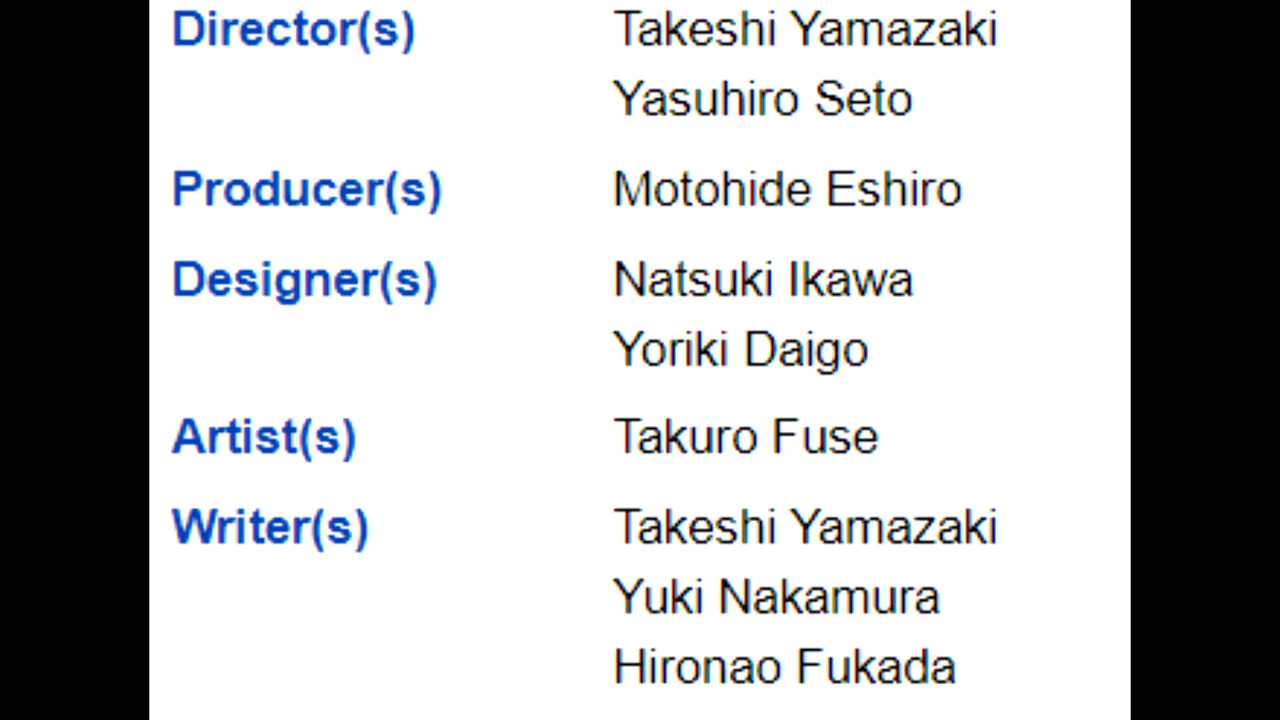 Director(s) Takeshi Yamazaki
Yasuhiro Seto
Producer(s) Motohide Eshiro
Designer(s) Natsuki Ikawa
Yoriki Daigo
Artist(s) Takuro Fuse
Writer(s) Takeshi Yamazaki
Yuki Nakamura
Hironao Fukada